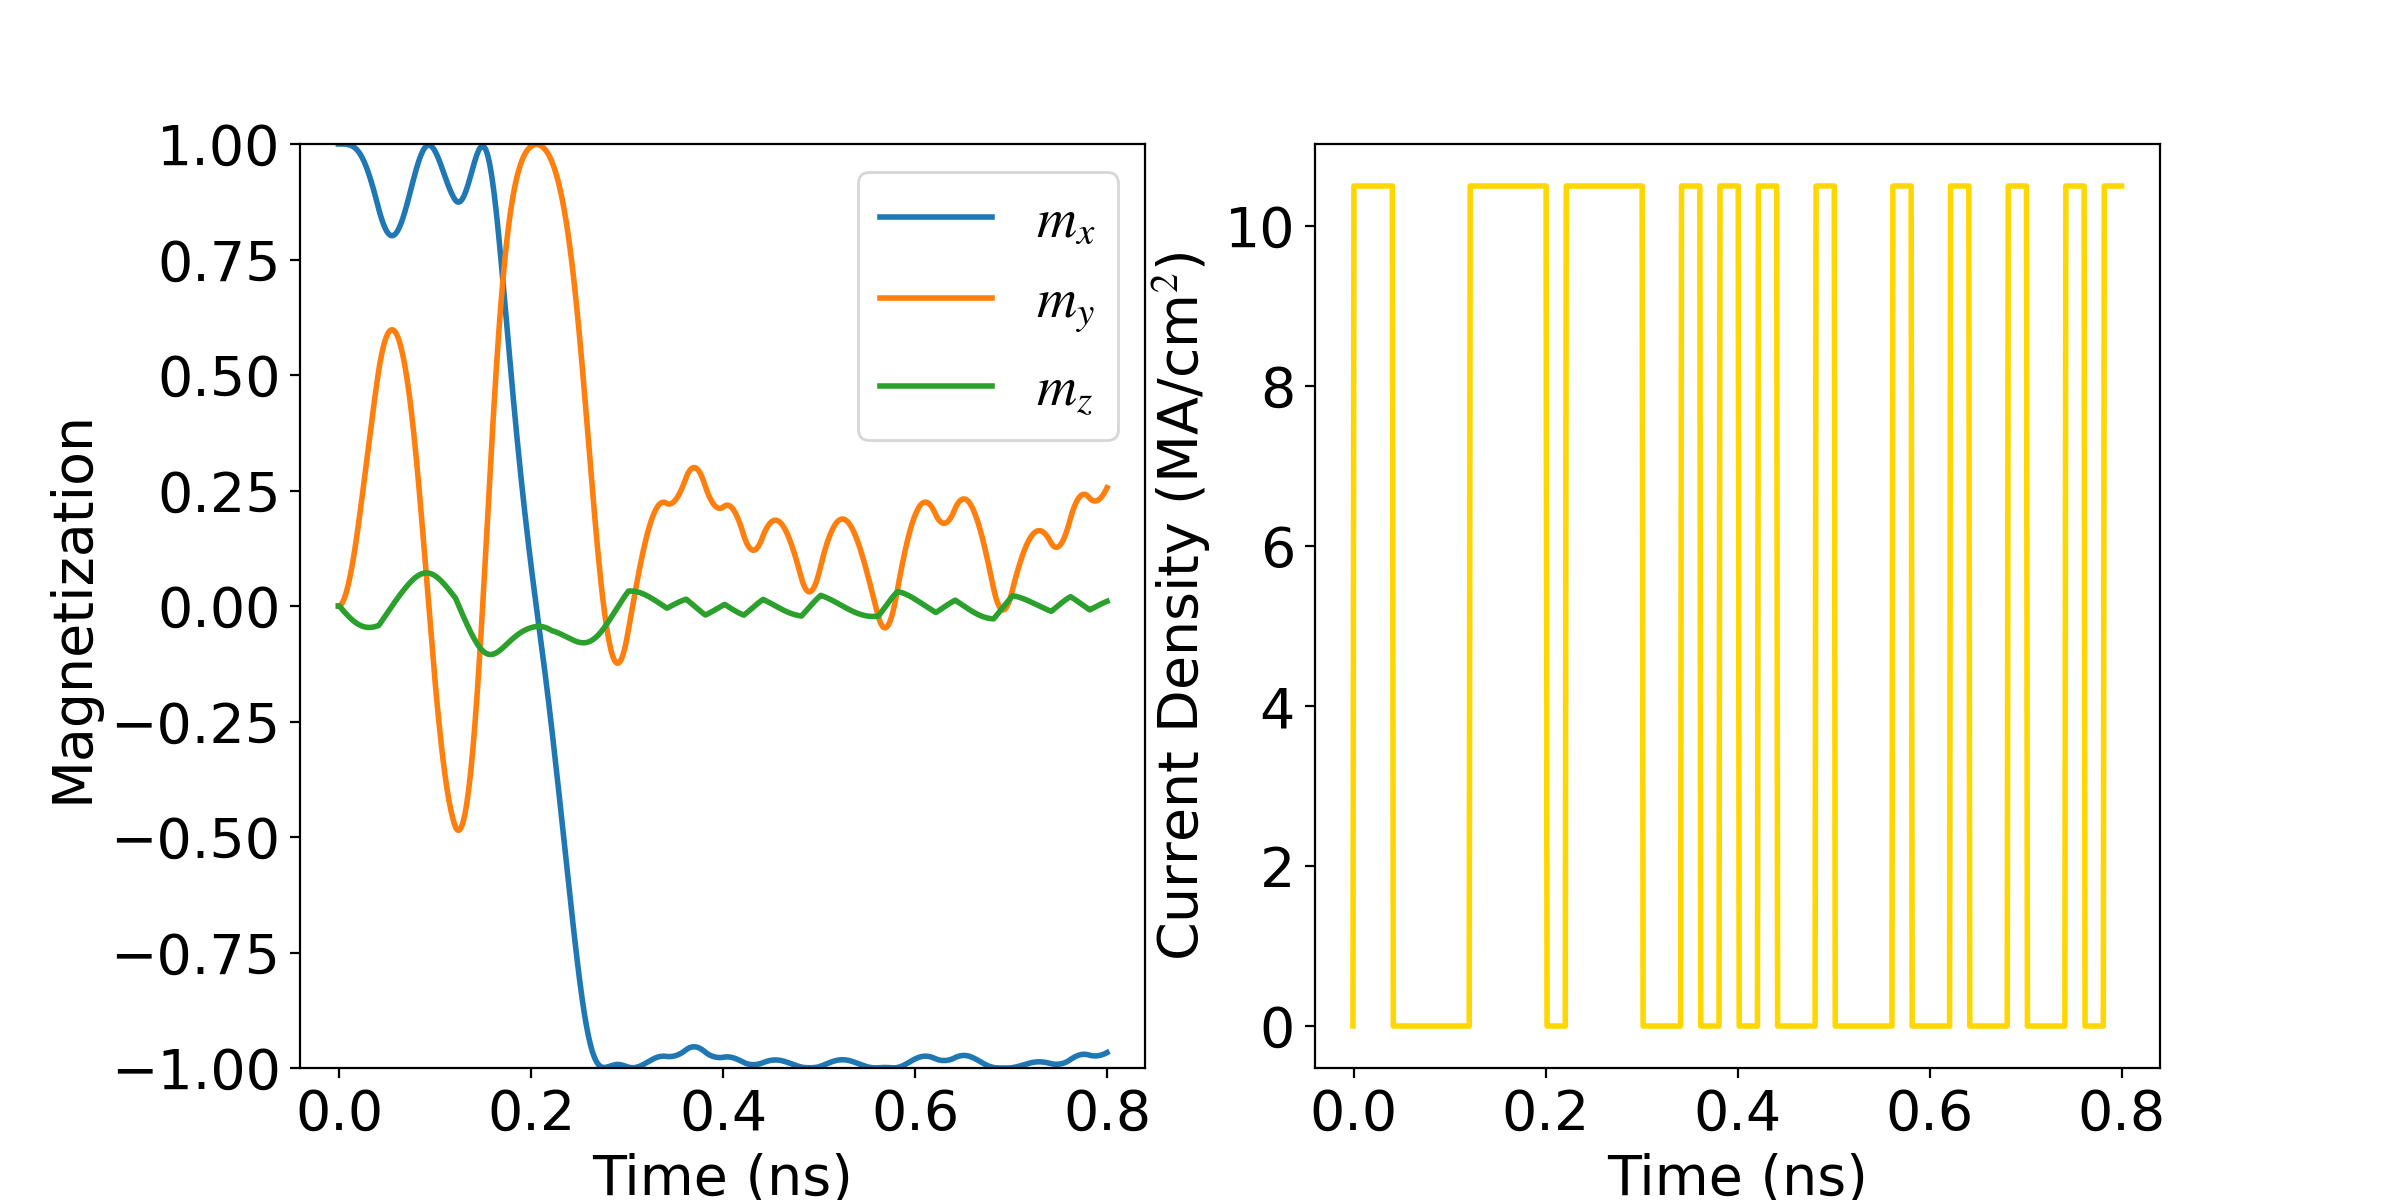 1.00
0.75
0.50
0.25
0.00
−0.25
−0.50
−0.75
−1.00
Magnetization
0.0 0.2 0.4 0.6 0.8
Time (ns)
m_x
m_y
m_z
10
8
6
4
2
0
Current Density (MA/cm²)
0.0 0.2 0.4 0.6 0.8
Time (ns)